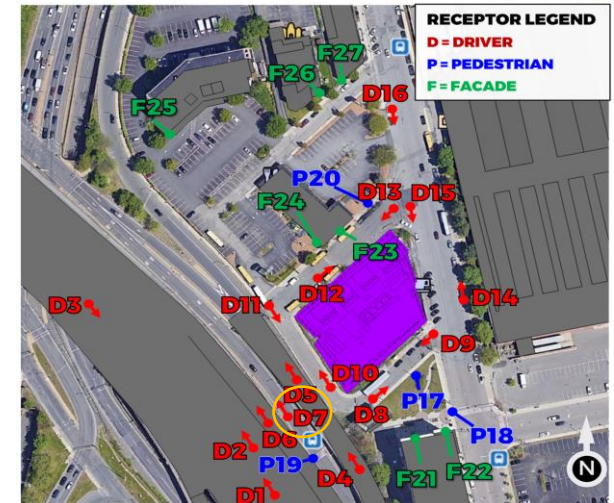 RECEPTOR LEGEND
D = DRIVER
P = PEDESTRIAN
F = FACADE
F27
F26
F25
D16
P20
D13 D15
F24
F23
D12
D3
D11
D14
D9
D10
D5
D8
D7
P17
D6
P18
D2
P19
D4
F21 F22
D1
N